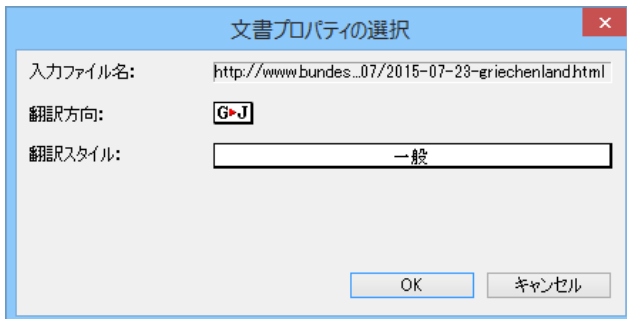 文書プロパティの選択
入力ファイル名: http://www.bundes...07/2015-07-23-griechenland.html
翻訳方向: G▶J
翻訳スタイル: 一般
OK キャンセル